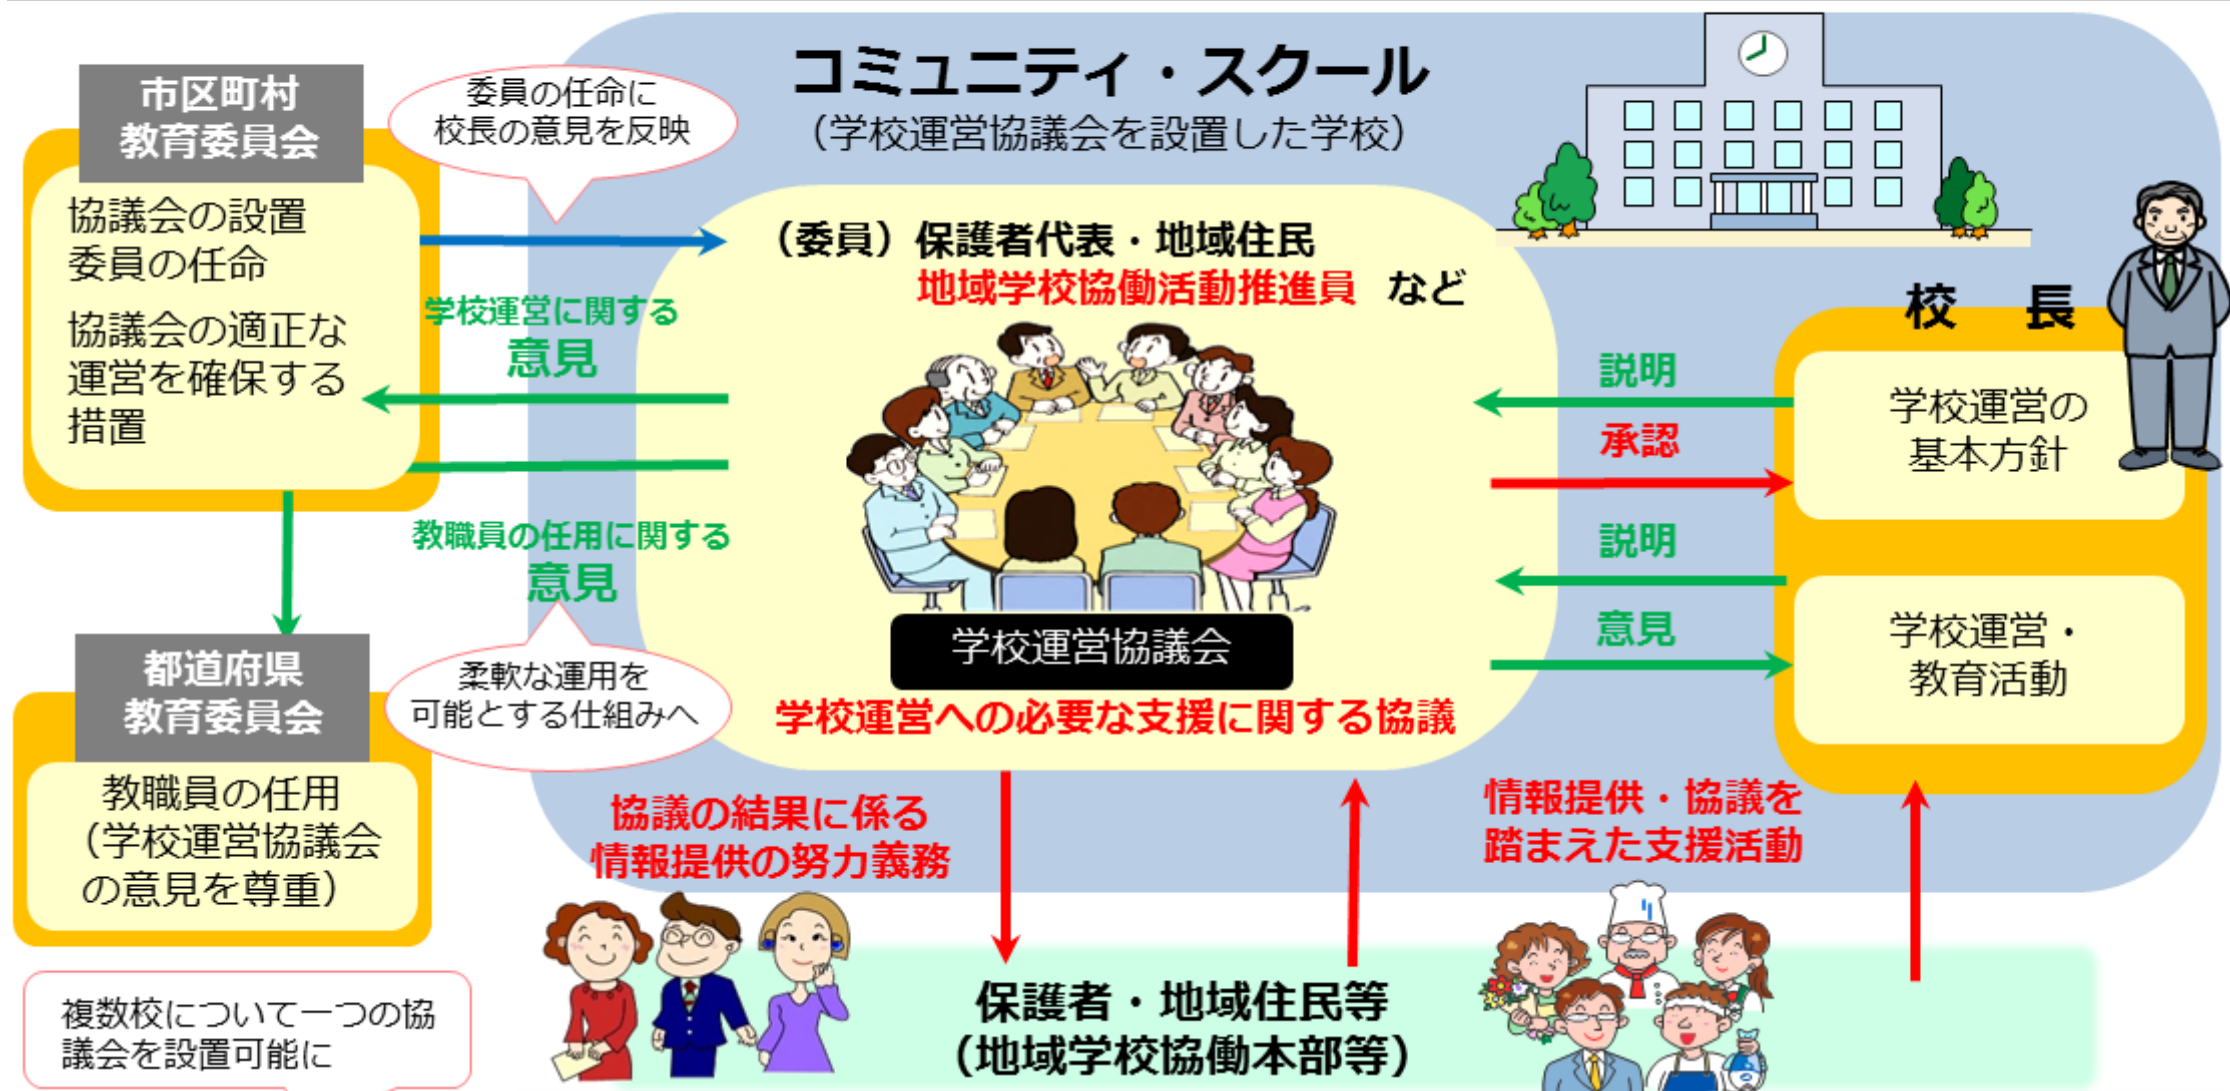 コミュニティ・スクール
（学校運営協議会を設置した学校）
市区町村
教育委員会
協議会の設置
委員の任命
協議会の適正な
運営を確保する
措置
委員の任命に
校長の意見を反映
学校運営に関する
意見
教職員の任用に関する
意見
柔軟な運用を
可能とする仕組みへ
都道府県
教育委員会
教職員の任用
（学校運営協議会
の意見を尊重）
複数校について一つの協
議会を設置可能に
（委員）保護者代表・地域住民
地域学校協働活動推進員 など
学校運営協議会
学校運営への必要な支援に関する協議
説明
承認
説明
意見
校 長
学校運営の
基本方針
学校運営・
教育活動
協議の結果に係る
情報提供の努力義務
情報提供・協議を
踏まえた支援活動
保護者・地域住民等
（地域学校協働本部等）